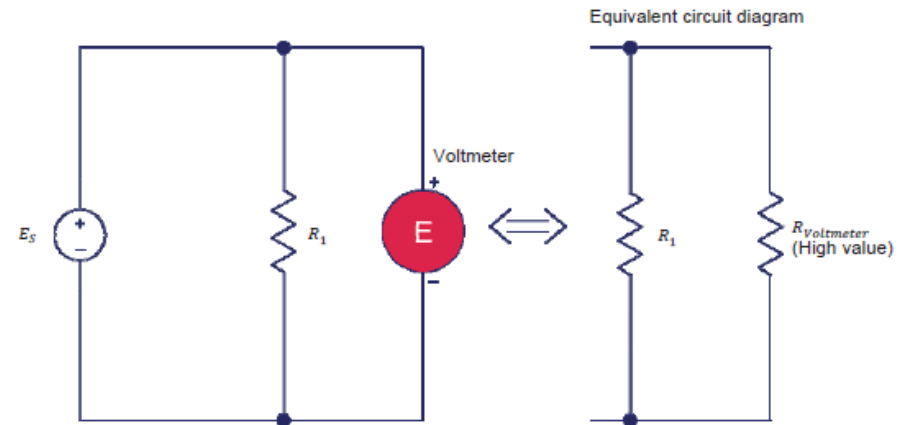 Equivalent circuit diagram
Voltmeter
+
E
−
+
−
E_S
R_1
R_1
R_Voltmeter
(High value)